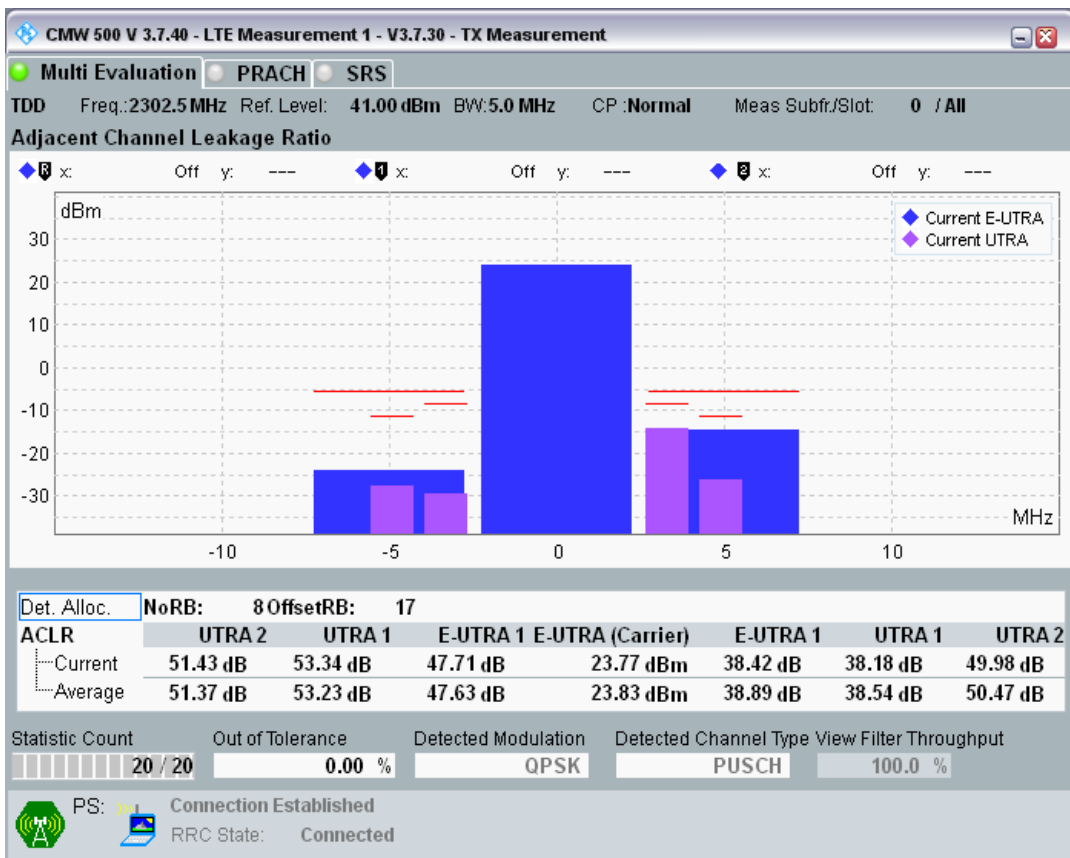 CMW 500 V 3.7.40 - LTE Measurement 1 - V3.7.30 - TX Measurement
Multi Evaluation PRACH SRS
TDD Freq.:2302.5 MHz Ref. Level: 41.00 dBm BW:5.0 MHz CP :Normal Meas Subfr./Slot: 0 / All
Adjacent Channel Leakage Ratio
R x: Off y: --- 1 x: Off y: --- 2 x: Off y: ---
dBm
Current E-UTRA
Current UTRA
30
20
10
0
-10
-20
-30
MHz
-10 -5 0 5 10
Det. Alloc. NoRB: 8 OffsetRB: 17
ACLR UTRA 2 UTRA 1 E-UTRA 1 E-UTRA (Carrier) E-UTRA 1 UTRA 1 UTRA 2
Current 51.43 dB 53.34 dB 47.71 dB 23.77 dBm 38.42 dB 38.18 dB 49.98 dB
Average 51.37 dB 53.23 dB 47.63 dB 23.83 dBm 38.89 dB 38.54 dB 50.47 dB
Statistic Count Out of Tolerance Detected Modulation Detected Channel Type View Filter Throughput
20 / 20 0.00 % QPSK PUSCH 100.0 %
PS: Connection Established
RRC State: Connected